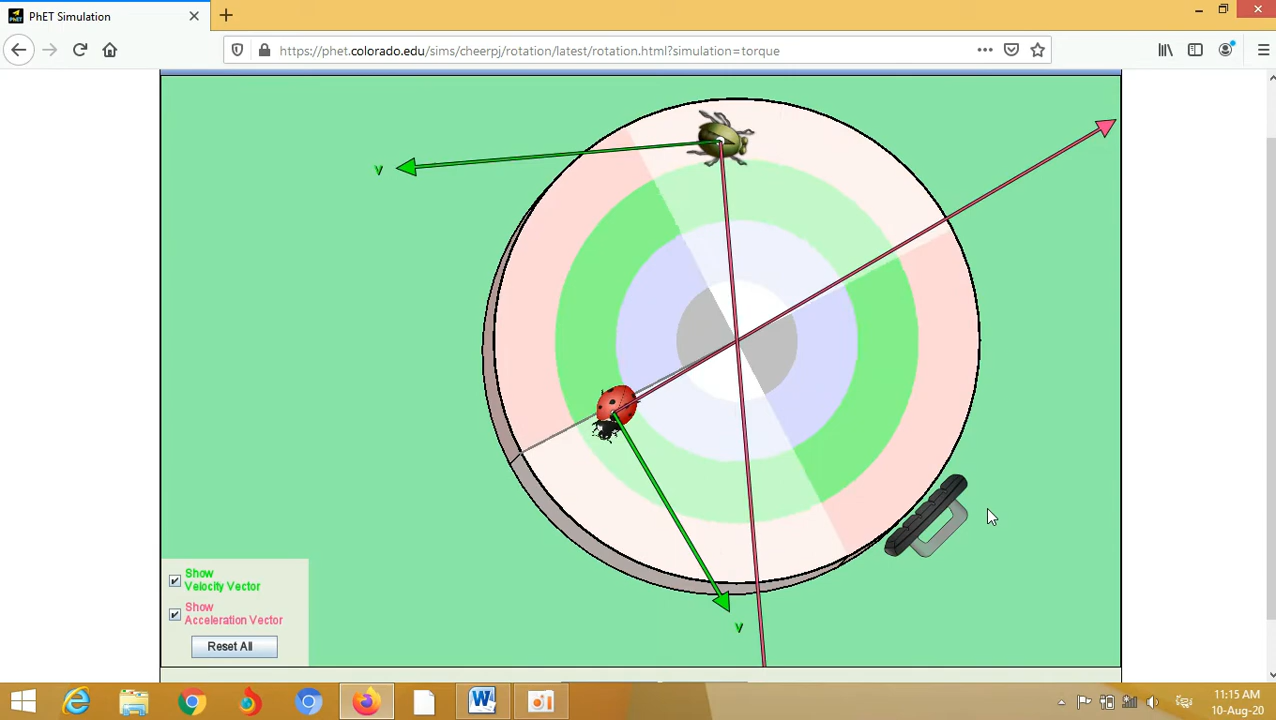 PhET Simulation
https://phet.colorado.edu/sims/cheerpj/rotation/latest/rotation.html?simulation=torque
v
v
Show
Velocity Vector
Show
Acceleration Vector
Reset All
11:15 AM
10-Aug-20